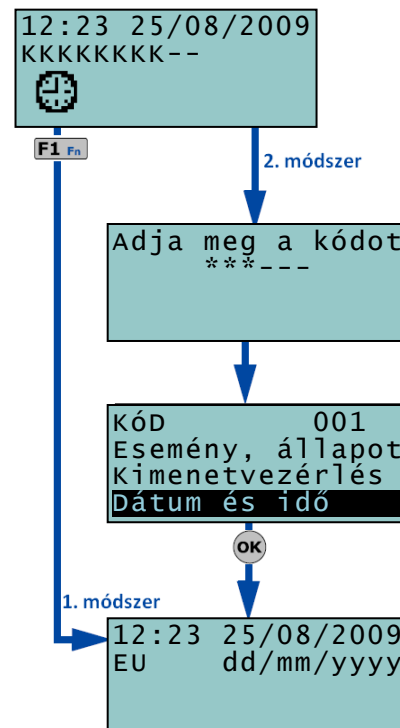 12:23 25/08/2009
KKKKKKKK--
F1 Fn
2. módszer
Adja meg a kódot
***---
KóD 001
Esemény, állapot
Kimenetvezérlés
Dátum és idő
OK
1. módszer
12:23 25/08/2009
EU dd/mm/yyyy